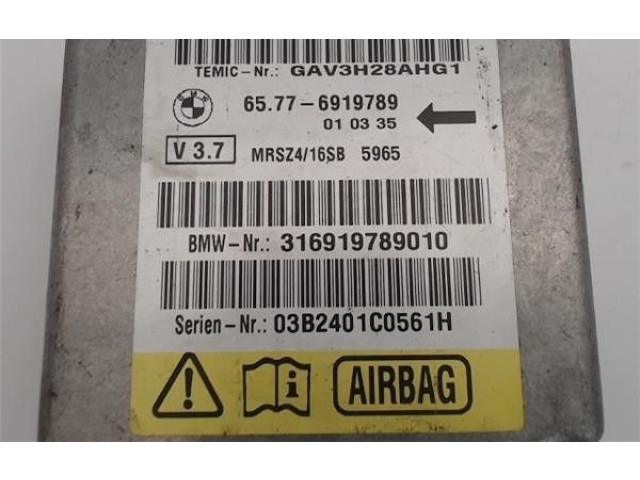 TEMIC-Nr.: GAV3H28AHG1
BMW
65.77-6919789
01 03 35
V 3.7 MRSZ4/16SB 5965
BMW-Nr.: 316919789010
Serien-Nr.: 03B2401C0561H
AIRBAG